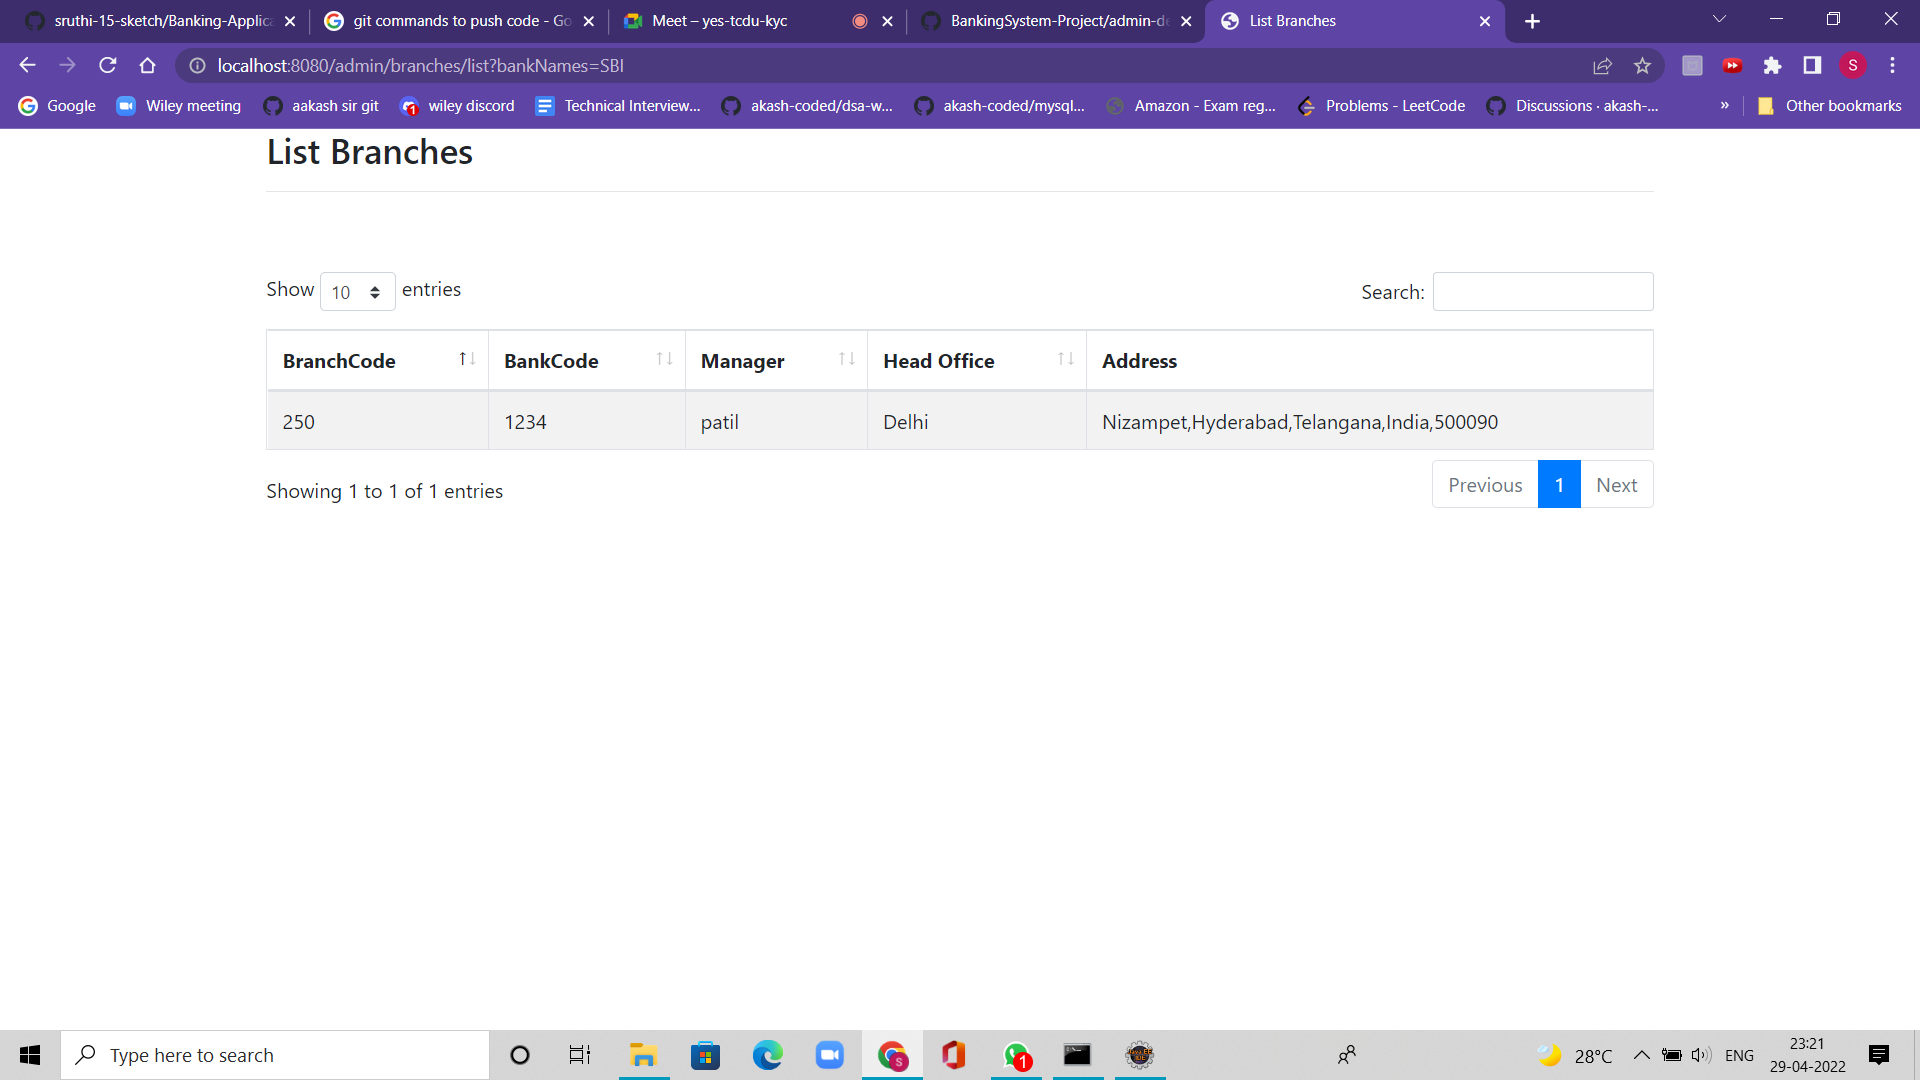 sruthi-15-sketch/Banking-Applica
git commands to push code - Go
Meet – yes-tcdu-kyc
BankingSystem-Project/admin-de
List Branches
localhost:8080/admin/branches/list?bankNames=SBI
S
Google
Wiley meeting
aakash sir git
1
wiley discord
Technical Interview...
akash-coded/dsa-w...
akash-coded/mysql...
Amazon - Exam reg...
Problems - LeetCode
Discussions · akash-...
»
Other bookmarks
List Branches
Show 10 entries
Search:
BranchCode BankCode Manager Head Office Address
250 1234 patil Delhi Nizampet,Hyderabad,Telangana,India,500090
Showing 1 to 1 of 1 entries
Previous 1 Next
Type here to search
S
1
28°C
ENG
23:21
29-04-2022